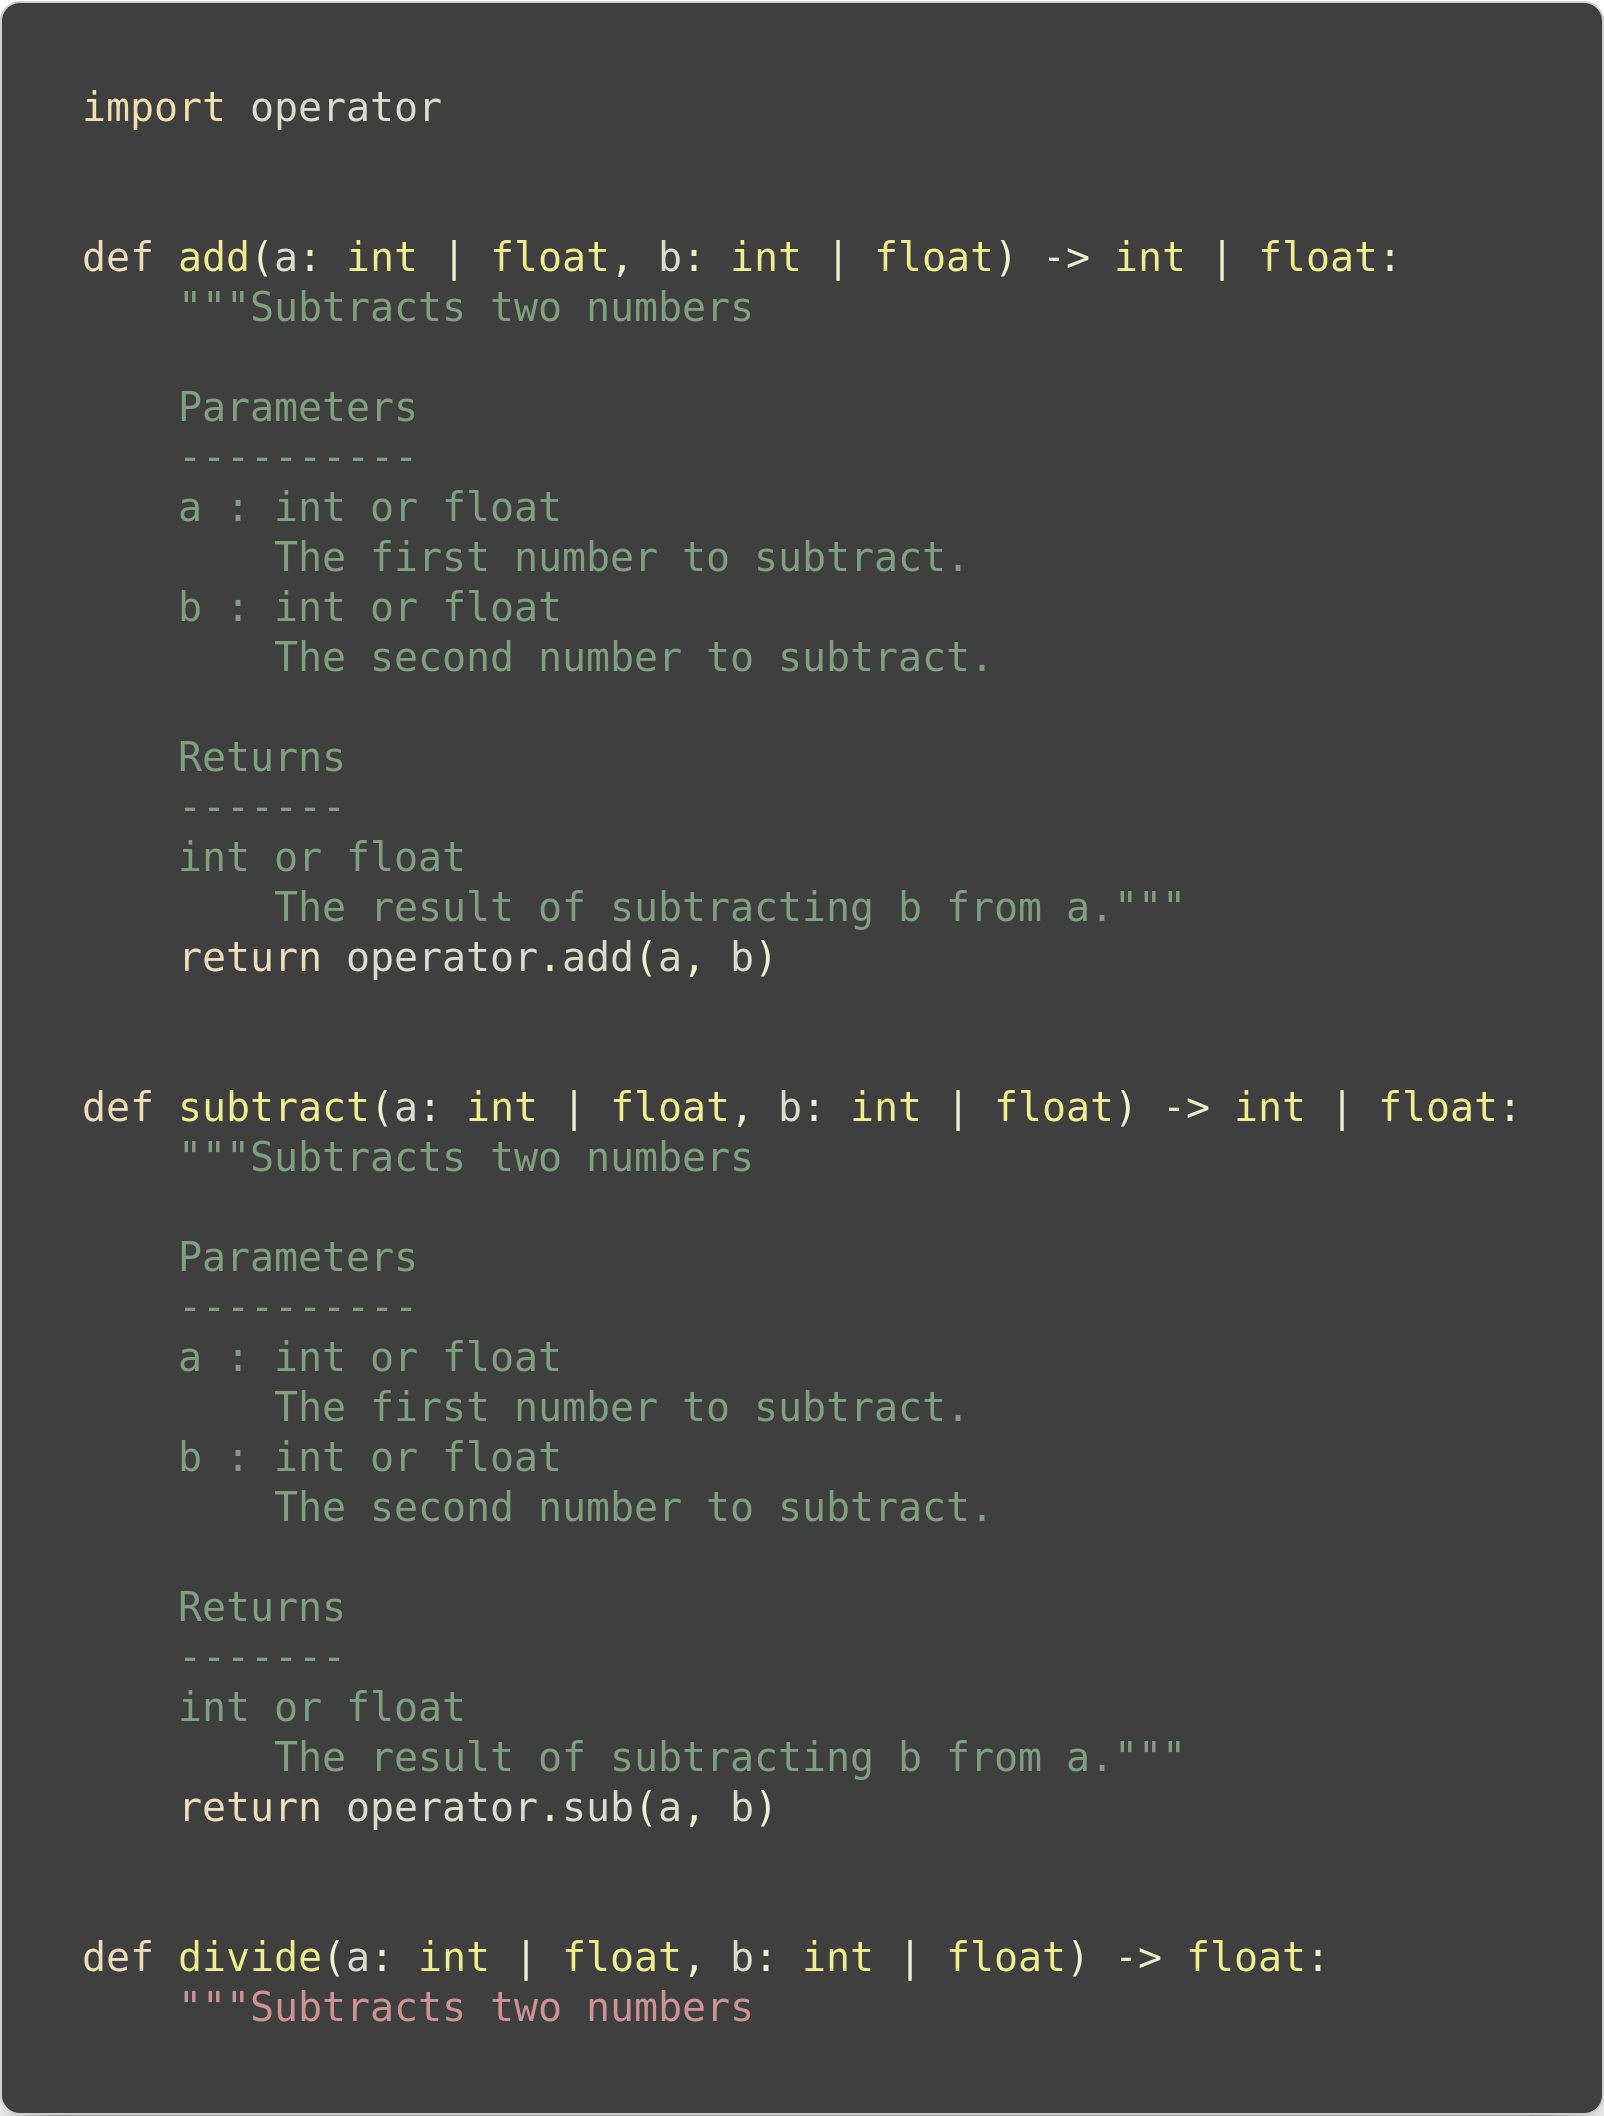 import operator


def add(a: int | float, b: int | float) -> int | float:
    """Subtracts two numbers

    Parameters
    ----------
    a : int or float
        The first number to subtract.
    b : int or float
        The second number to subtract.

    Returns
    -------
    int or float
        The result of subtracting b from a."""
    return operator.add(a, b)


def subtract(a: int | float, b: int | float) -> int | float:
    """Subtracts two numbers

    Parameters
    ----------
    a : int or float
        The first number to subtract.
    b : int or float
        The second number to subtract.

    Returns
    -------
    int or float
        The result of subtracting b from a."""
    return operator.sub(a, b)


def divide(a: int | float, b: int | float) -> float:
    """Subtracts two numbers